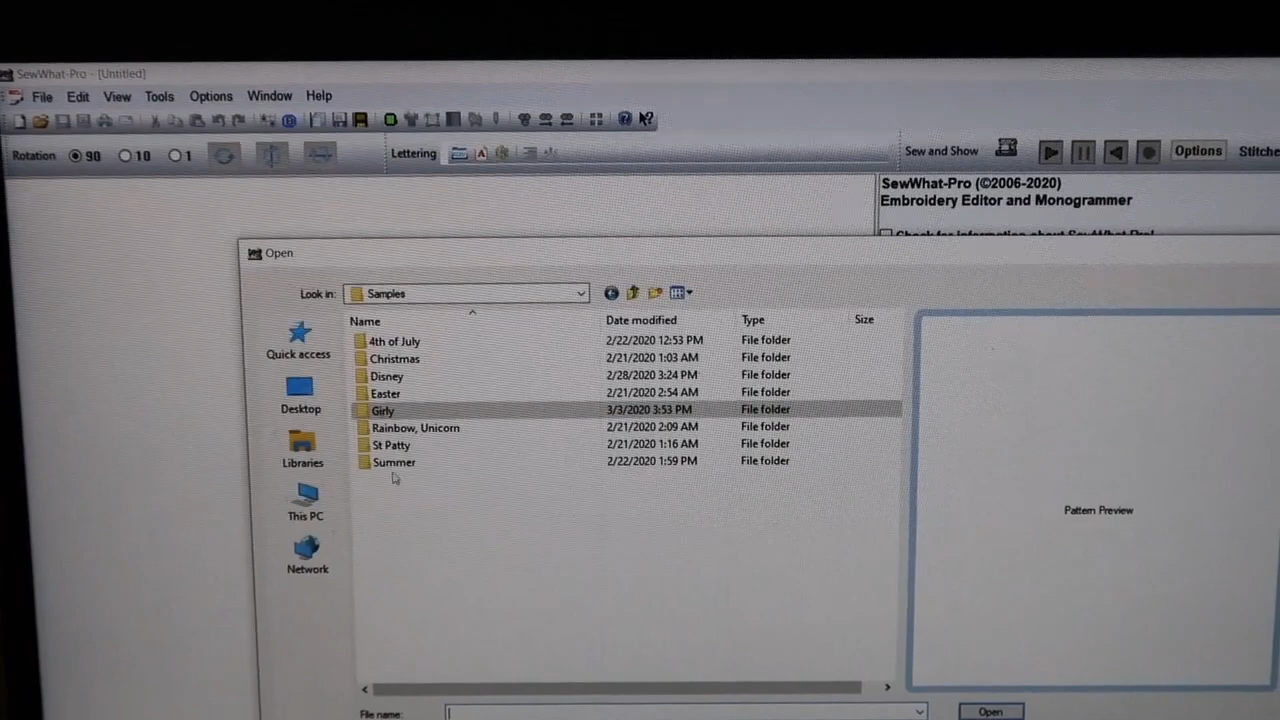 SewWhat-Pro - [Untitled]
File Edit View Tools Options Window Help
Rotation 90 10 1 Lettering Sew and Show Options Stitche
SewWhat-Pro (©2006-2020)
Embroidery Editor and Monogrammer
Check for information about SewWhat-Pro!
Open
Look in: Samples
Name Date modified Type Size
4th of July 2/22/2020 12:53 PM File folder
Christmas 2/21/2020 1:03 AM File folder
Disney 2/28/2020 3:24 PM File folder
Easter 2/21/2020 2:54 AM File folder
Girly 3/3/2020 3:53 PM File folder
Rainbow, Unicorn 2/21/2020 2:09 AM File folder
St Patty 2/21/2020 1:16 AM File folder
Summer 2/22/2020 1:59 PM File folder
Quick access
Desktop
Libraries
This PC
Network
Pattern Preview
File name: Open